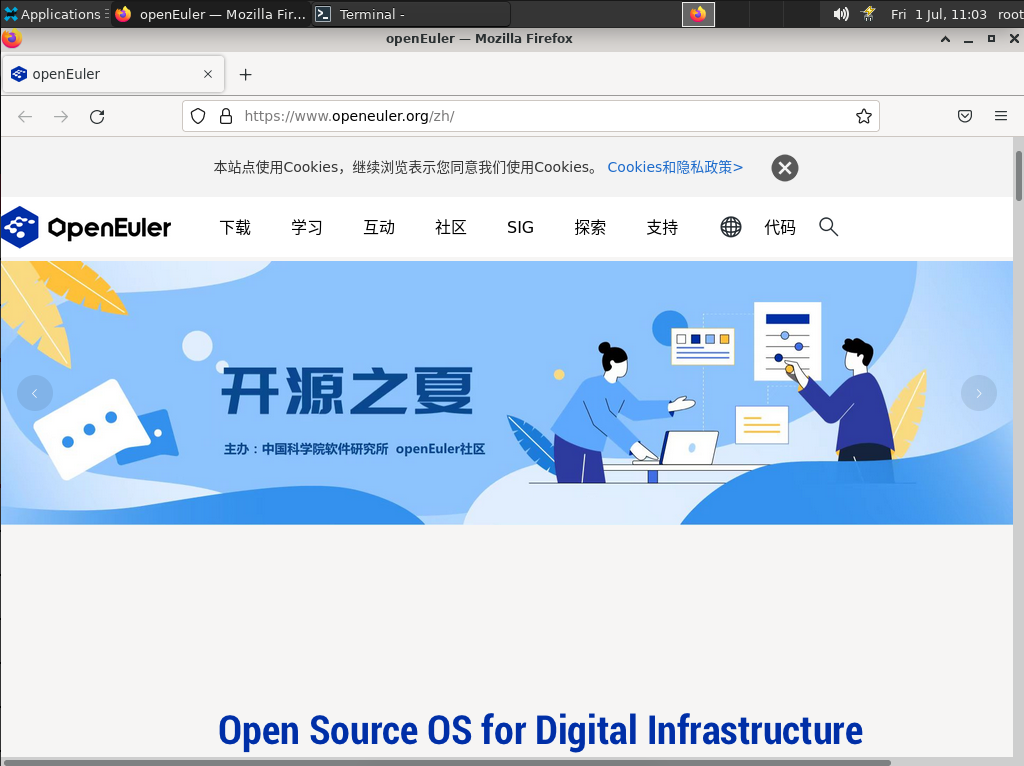 Applications
openEuler — Mozilla Fir...
Terminal -
Fri 1 Jul, 11:03 root
openEuler — Mozilla Firefox
openEuler
https://www.openeuler.org/zh/
本站点使用Cookies，继续浏览表示您同意我们使用Cookies。 Cookies和隐私政策>
OpenEuler
下载 学习 互动 社区 SIG 探索 支持 代码
开源之夏
主办：中国科学院软件研究所 openEuler社区
Open Source OS for Digital Infrastructure